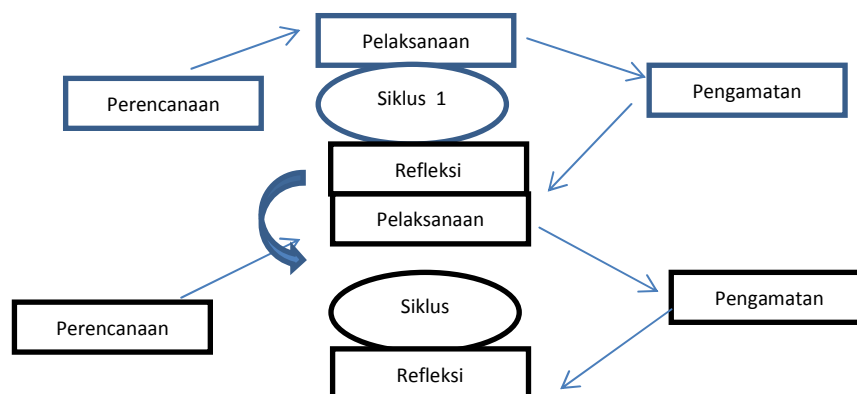 Pelaksanaan
Perencanaan
Siklus 1
Pengamatan
Refleksi
Pelaksanaan
Perencanaan
Siklus
Pengamatan
Refleksi